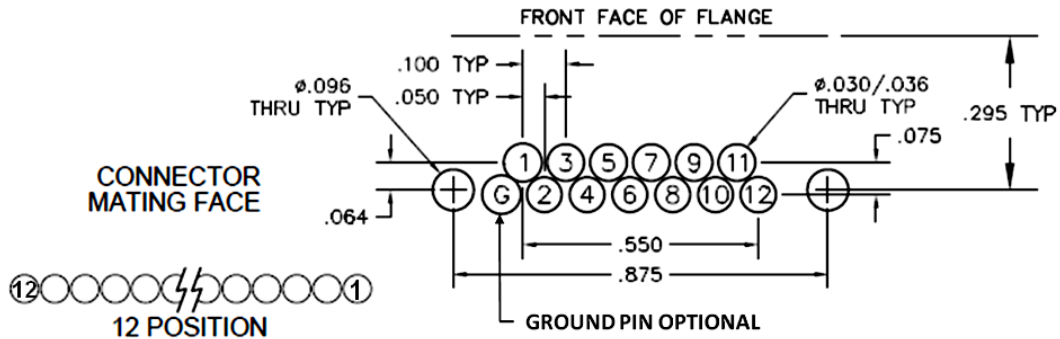 FRONT FACE OF FLANGE
.100 TYP
.050 TYP
ø.096
THRU TYP
ø.030/.036
THRU TYP
.295 TYP
.075
1 3 5 7 9 11
G 2 4 6 8 10 12
CONNECTOR
MATING FACE
.064
.550
.875
12 1
12 POSITION
GROUND PIN OPTIONAL